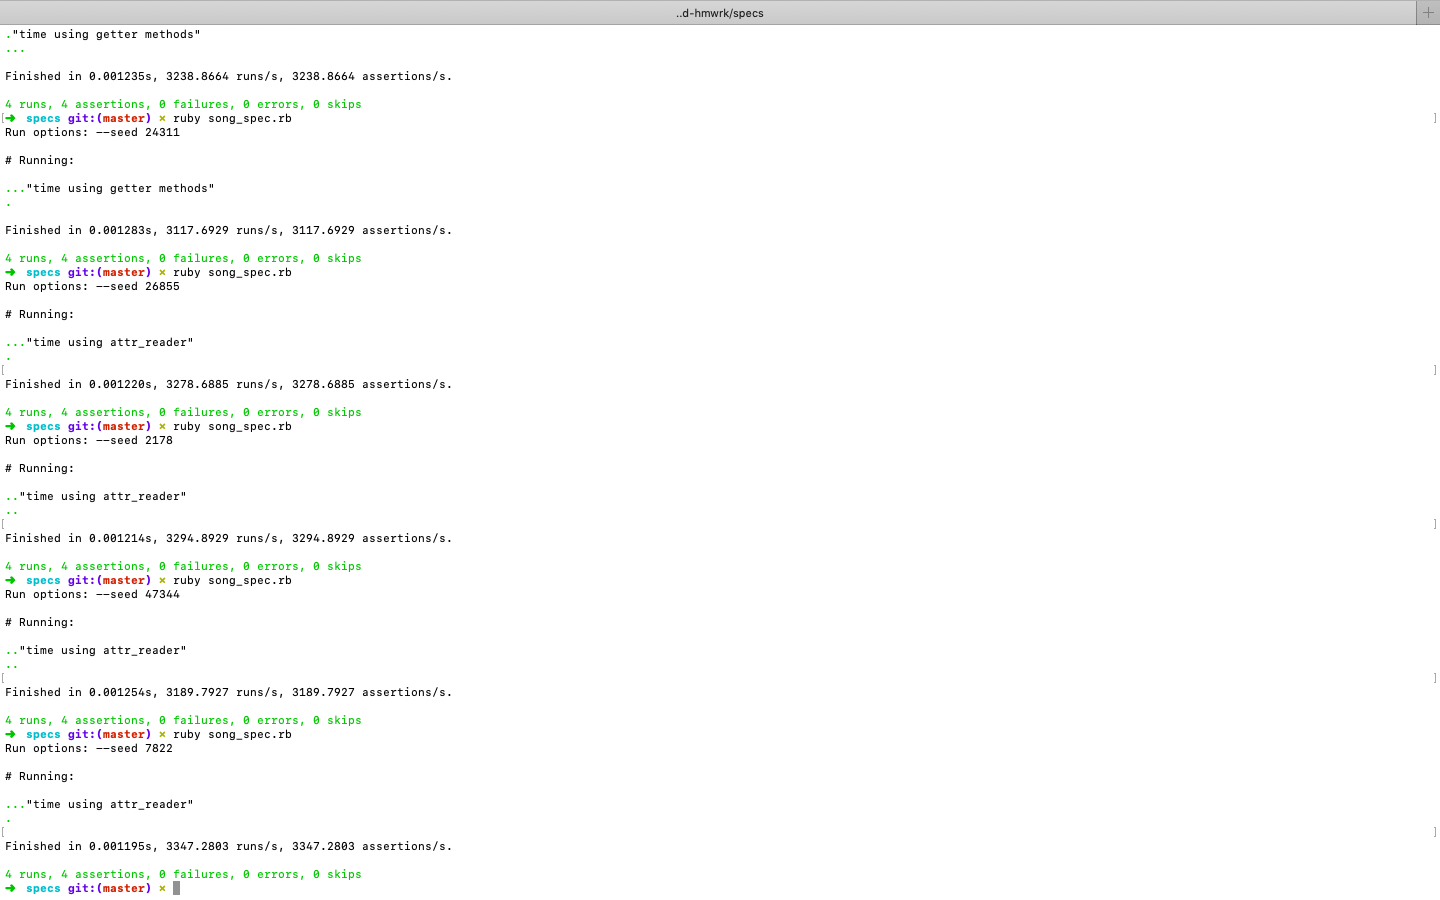 ..d-hmwrk/specs
."time using getter methods"
...
Finished in 0.001235s, 3238.8664 runs/s, 3238.8664 assertions/s.
4 runs, 4 assertions, 0 failures, 0 errors, 0 skips
[➜  specs git:(master) × ruby song_spec.rb ]
Run options: --seed 24311
# Running:
..."time using getter methods"
.
Finished in 0.001283s, 3117.6929 runs/s, 3117.6929 assertions/s.
4 runs, 4 assertions, 0 failures, 0 errors, 0 skips
➜  specs git:(master) × ruby song_spec.rb
Run options: --seed 26855
# Running:
..."time using attr_reader"
.
[ ]
Finished in 0.001220s, 3278.6885 runs/s, 3278.6885 assertions/s.
4 runs, 4 assertions, 0 failures, 0 errors, 0 skips
➜  specs git:(master) × ruby song_spec.rb
Run options: --seed 2178
# Running:
.."time using attr_reader"
..
[ ]
Finished in 0.001214s, 3294.8929 runs/s, 3294.8929 assertions/s.
4 runs, 4 assertions, 0 failures, 0 errors, 0 skips
➜  specs git:(master) × ruby song_spec.rb
Run options: --seed 47344
# Running:
.."time using attr_reader"
..
[ ]
Finished in 0.001254s, 3189.7927 runs/s, 3189.7927 assertions/s.
4 runs, 4 assertions, 0 failures, 0 errors, 0 skips
➜  specs git:(master) × ruby song_spec.rb
Run options: --seed 7822
# Running:
..."time using attr_reader"
.
[ ]
Finished in 0.001195s, 3347.2803 runs/s, 3347.2803 assertions/s.
4 runs, 4 assertions, 0 failures, 0 errors, 0 skips
➜  specs git:(master) ×